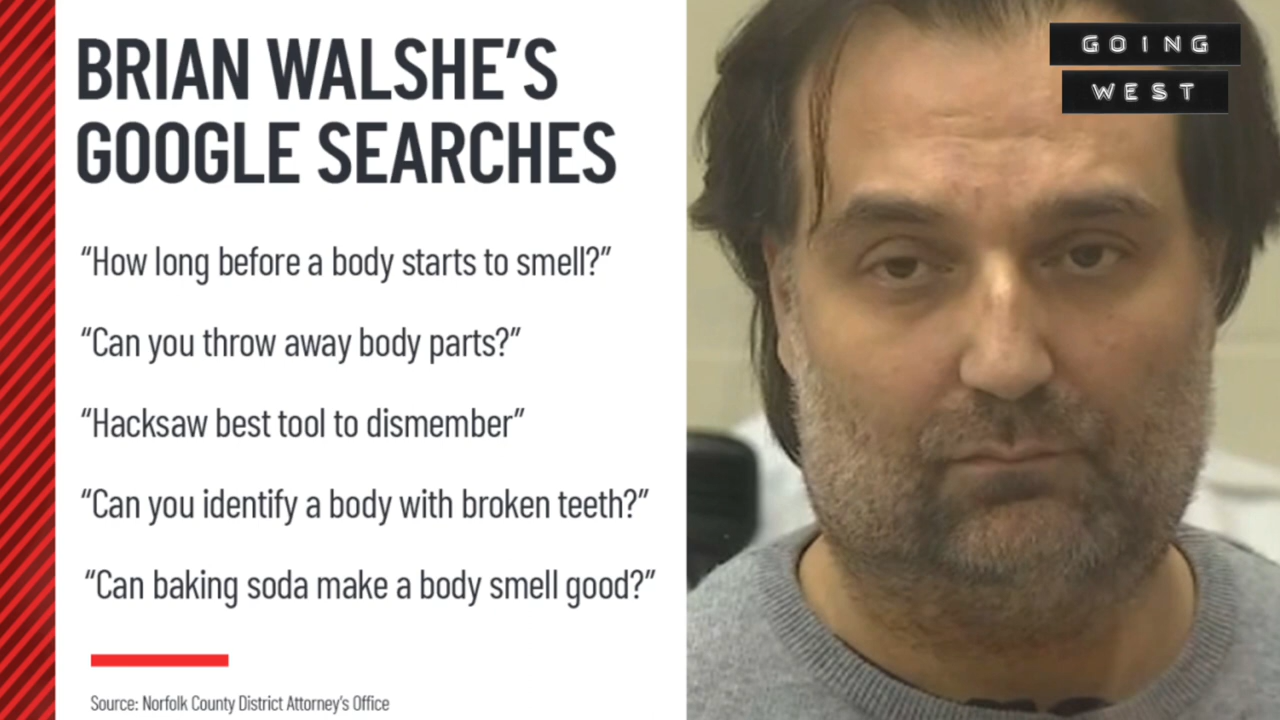 BRIAN WALSHE’S
GOOGLE SEARCHES
“How long before a body starts to smell?”
“Can you throw away body parts?”
“Hacksaw best tool to dismember”
“Can you identify a body with broken teeth?”
“Can baking soda make a body smell good?”
Source: Norfolk County District Attorney’s Office
GOING
WEST